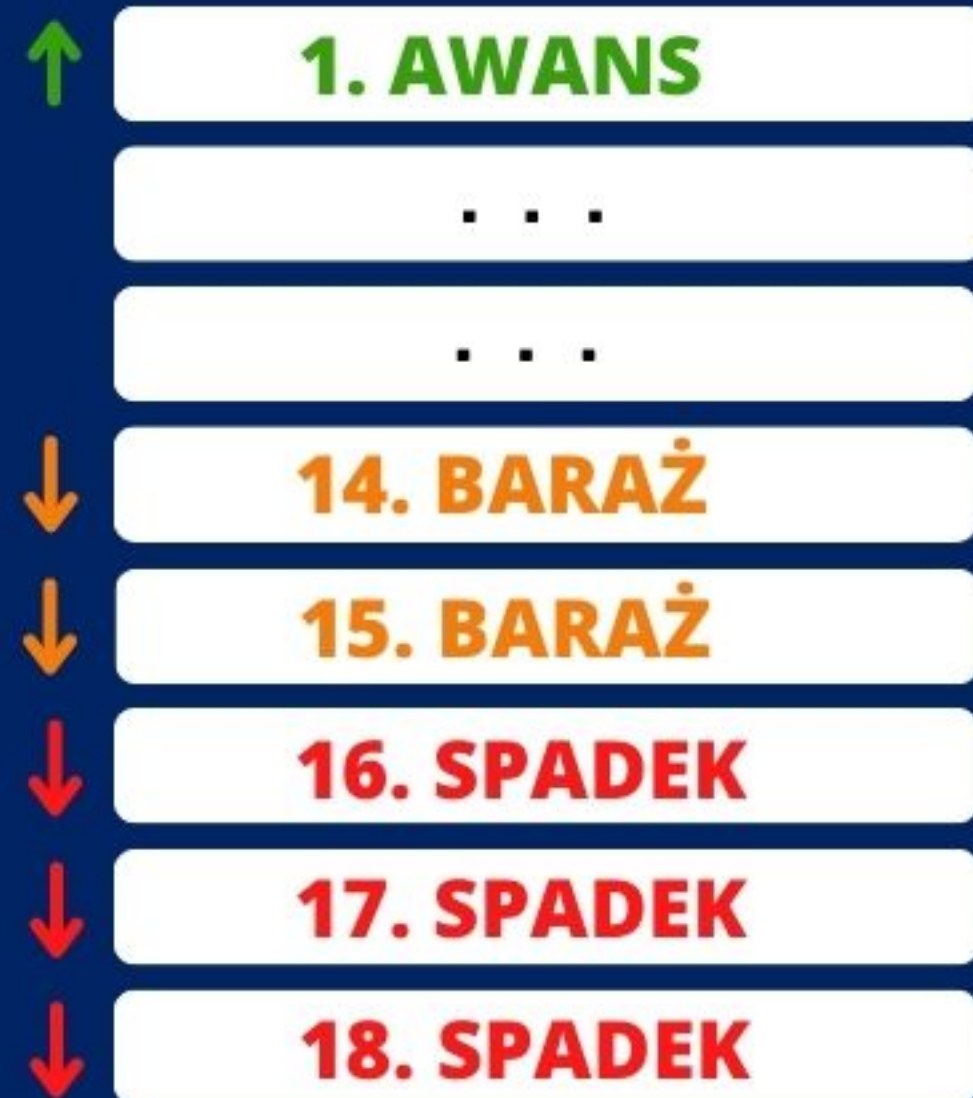 1. AWANS
. . .
. . .
14. BARAŻ
15. BARAŻ
16. SPADEK
17. SPADEK
18. SPADEK